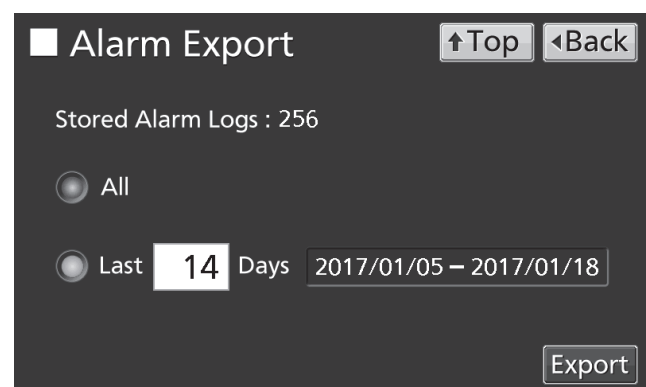 Alarm Export
Top
Back
Stored Alarm Logs : 256
All
Last 14 Days 2017/01/05 – 2017/01/18
Export